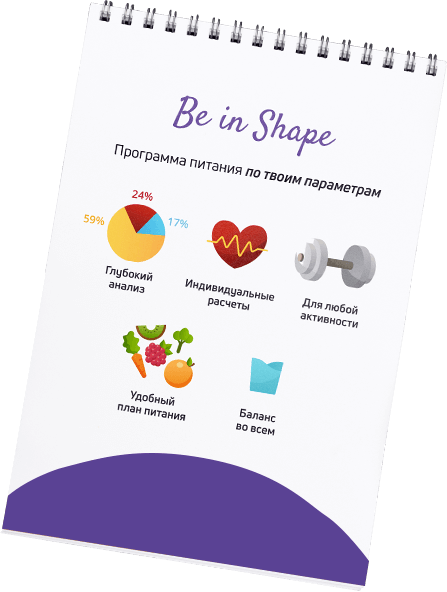 Be in Shape
Программа питания по твоим параметрам
24%
59%
17%
Глубокий
анализ
Индивидуальные
расчеты
Для любой
активности
Удобный
план питания
Баланс
во всем